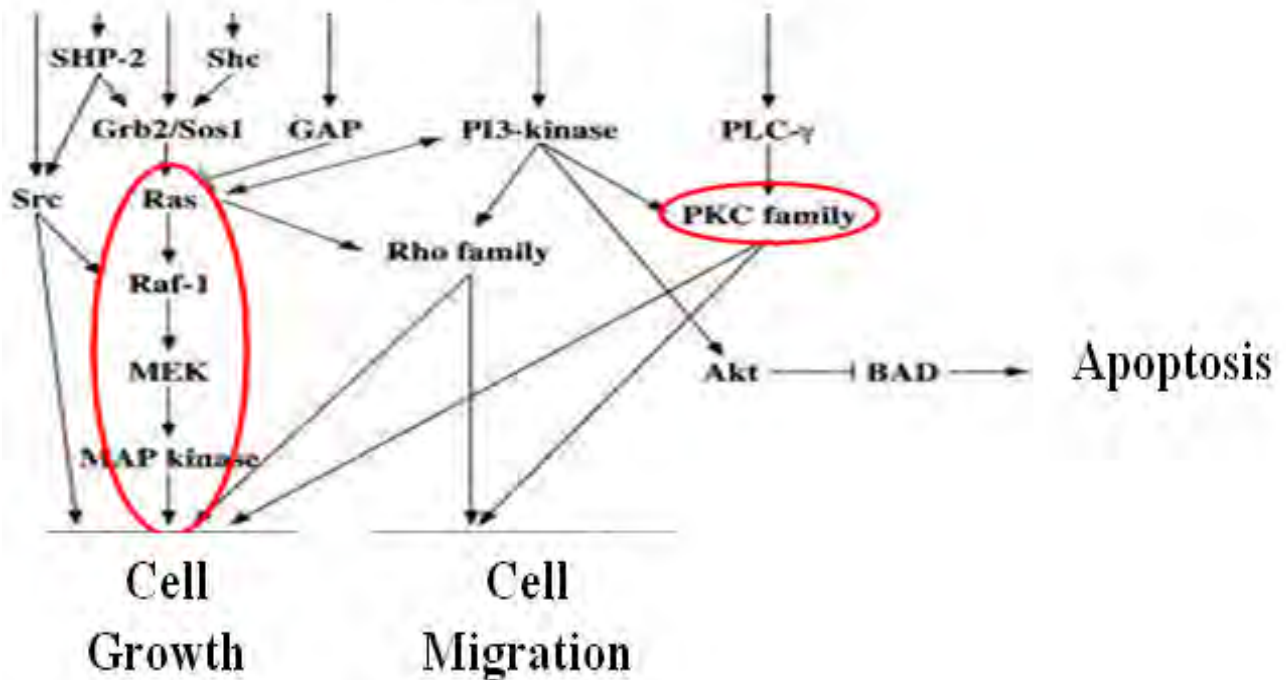 SHP-2 Shc
Grb2/Sos1 GAP PI3-kinase PLC-γ
Src Ras PKC family
Rho family
Raf-1
MEK Akt BAD Apoptosis
MAP kinase
Cell Cell
Growth Migration